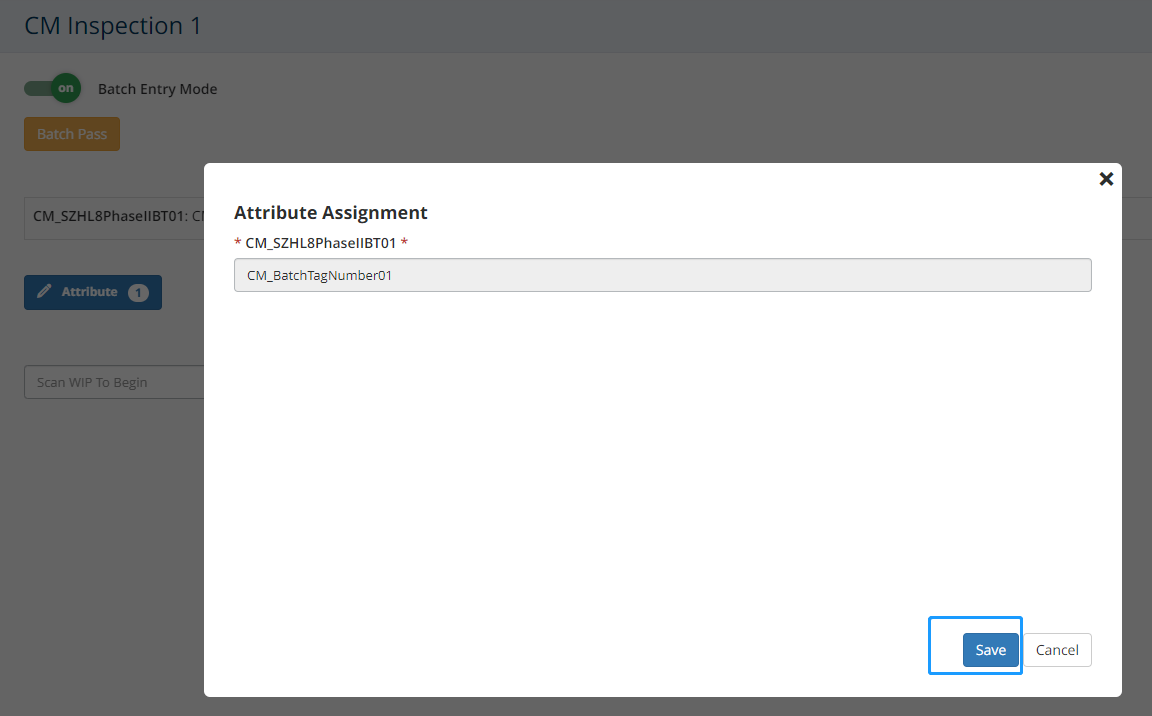 CM Inspection 1
on Batch Entry Mode
Batch Pass
CM_SZHL8PhaseIIBT01:
Attribute 1
Scan WIP To Begin
Attribute Assignment
* CM_SZHL8PhaseIIBT01 *
CM_BatchTagNumber01
Save Cancel